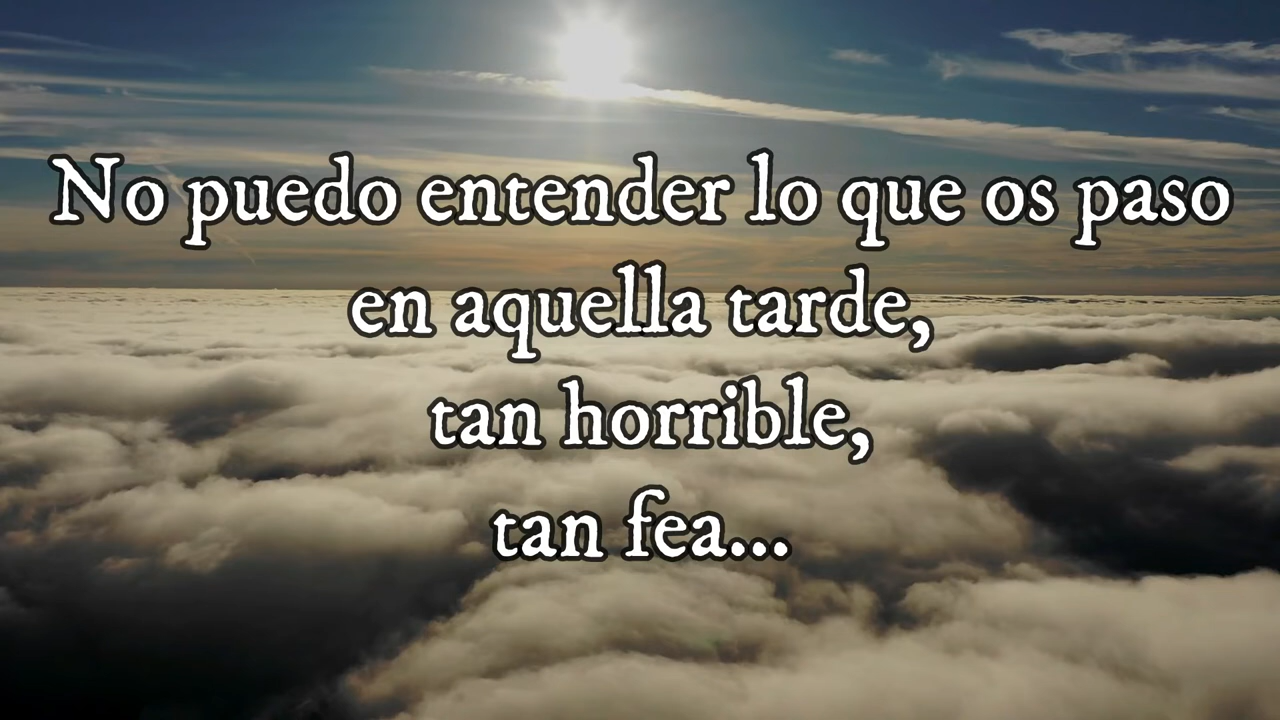 No puedo entender lo que os paso
en aquella tarde,
tan horrible,
tan fea...